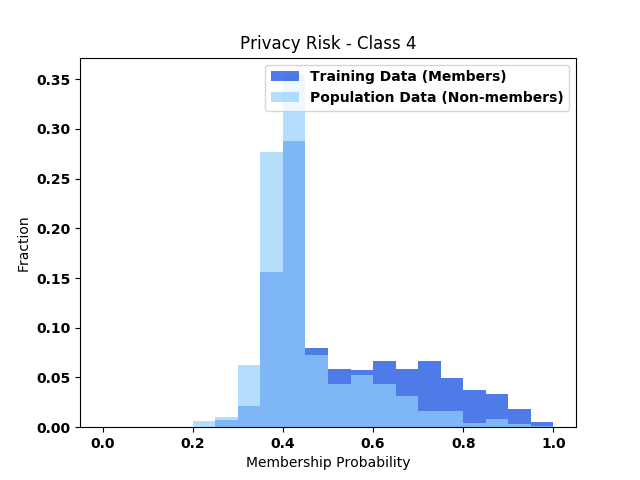 Privacy Risk - Class 4
Training Data (Members)
Population Data (Non-members)
0.35
0.30
0.25
0.20
0.15
0.10
0.05
0.00
Fraction
0.0 0.2 0.4 0.6 0.8 1.0
Membership Probability